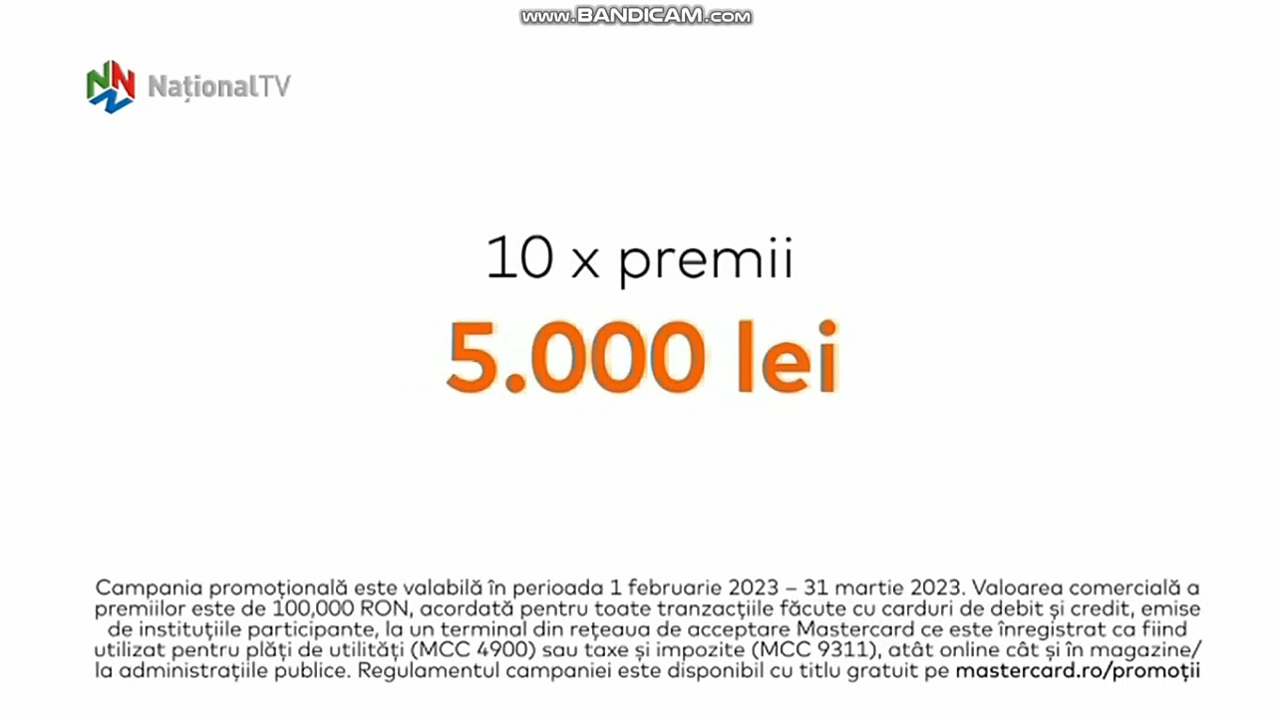 www.BANDICAM.com
NaționalTV
10 x premii
5.000 lei
Campania promoțională este valabilă în perioada 1 februarie 2023 – 31 martie 2023. Valoarea comercială a
premiilor este de 100,000 RON, acordată pentru toate tranzacțiile făcute cu carduri de debit și credit, emise
de instituțiile participante, la un terminal din rețeaua de acceptare Mastercard ce este înregistrat ca fiind
utilizat pentru plăți de utilități (MCC 4900) sau taxe și impozite (MCC 9311), atât online cât și în magazine/
la administrațiile publice. Regulamentul campaniei este disponibil cu titlu gratuit pe mastercard.ro/promoții